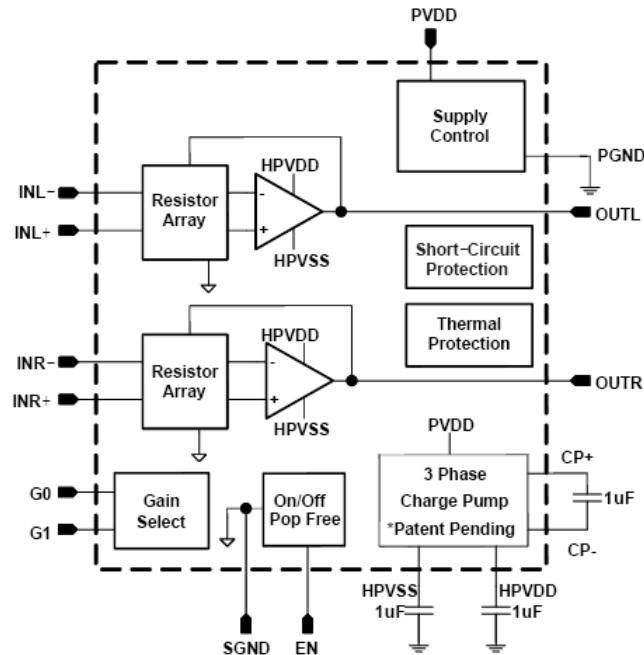 PVDD
Supply
Control
PGND
HPVDD
INL-
Resistor
Array
-
INL+
+
OUTL
HPVSS
Short-Circuit
Protection
Thermal
Protection
HPVDD
INR-
Resistor
Array
-
INR+
+
OUTR
HPVSS
PVDD
G0
Gain
Select
G1
On/Off
Pop Free
3 Phase
Charge Pump
*Patent Pending
CP+
1uF
CP-
HPVSS
1uF
HPVDD
1uF
SGND
EN